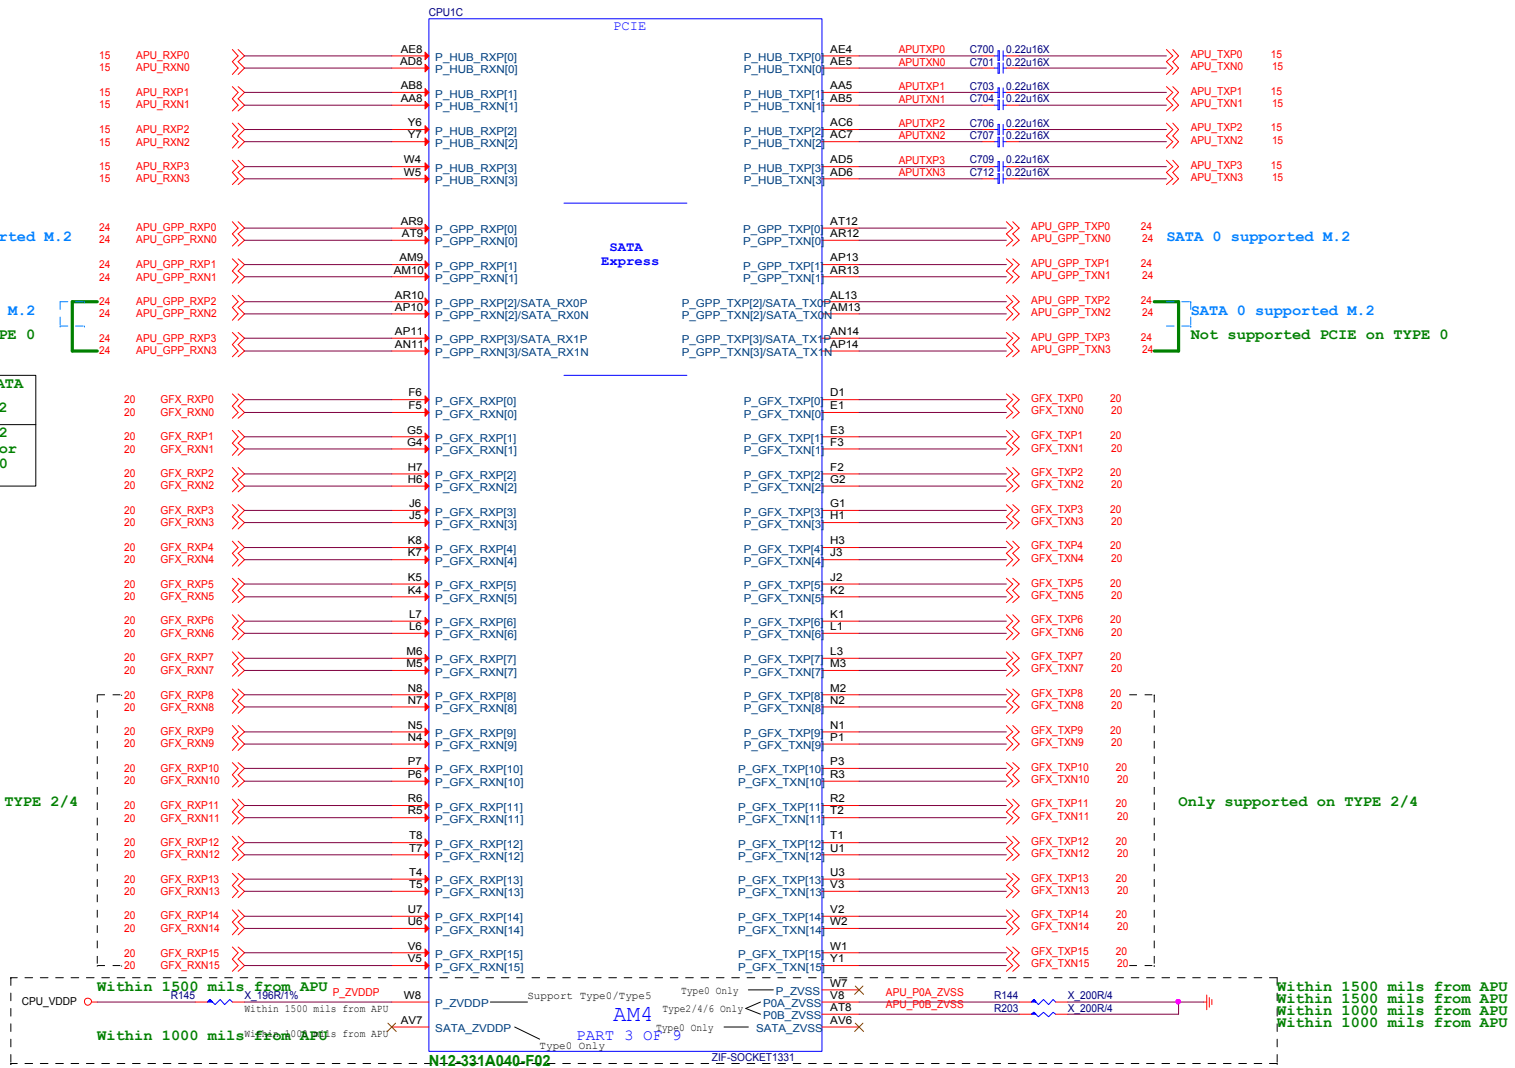 CPU1C
PCIE
15 APU_RXP0 AE8 P_HUB_RXP[0] P_HUB_TXP[0] AE4 APUTXP0 C700 0.22u16X APU_TXP0 15
15 APU_RXN0 AD8 P_HUB_RXN[0] P_HUB_TXN[0] AE5 APUTXN0 C701 0.22u16X APU_TXN0 15
15 APU_RXP1 AB8 P_HUB_RXP[1] P_HUB_TXP[1] AA5 APUTXP1 C703 0.22u16X APU_TXP1 15
15 APU_RXN1 AA8 P_HUB_RXN[1] P_HUB_TXN[1] AB5 APUTXN1 C704 0.22u16X APU_TXN1 15
15 APU_RXP2 Y6 P_HUB_RXP[2] P_HUB_TXP[2] AC6 APUTXP2 C706 0.22u16X APU_TXP2 15
15 APU_RXN2 Y7 P_HUB_RXN[2] P_HUB_TXN[2] AC7 APUTXN2 C707 0.22u16X APU_TXN2 15
15 APU_RXP3 W4 P_HUB_RXP[3] P_HUB_TXP[3] AD5 APUTXP3 C709 0.22u16X APU_TXP3 15
15 APU_RXN3 W5 P_HUB_RXN[3] P_HUB_TXN[3] AD6 APUTXN3 C712 0.22u16X APU_TXN3 15
24 APU_GPP_RXP0 AR9 P_GPP_RXP[0] P_GPP_TXP[0] AT12 APU_GPP_TXP0 24
rted M.2 24 APU_GPP_RXN0 AT9 P_GPP_RXN[0] P_GPP_TXN[0] AR12 APU_GPP_TXN0 24 SATA 0 supported M.2
SATA
Express
24 APU_GPP_RXP1 AM9 P_GPP_RXP[1] P_GPP_TXP[1] AP13 APU_GPP_TXP1 24
24 APU_GPP_RXN1 AM10 P_GPP_RXN[1] P_GPP_TXN[1] AR13 APU_GPP_TXN1 24
24 APU_GPP_RXP2 AR10 P_GPP_RXP[2]/SATA_RX0P P_GPP_TXP[2]/SATA_TX0P AL13 APU_GPP_TXP2 24
M.2 24 APU_GPP_RXN2 AP10 P_GPP_RXN[2]/SATA_RX0N P_GPP_TXN[2]/SATA_TX0N AM13 APU_GPP_TXN2 24 SATA 0 supported M.2
PE 0 24 APU_GPP_RXP3 AP11 P_GPP_RXP[3]/SATA_RX1P P_GPP_TXP[3]/SATA_TX1P AN14 APU_GPP_TXP3 24 Not supported PCIE on TYPE 0
24 APU_GPP_RXN3 AN11 P_GPP_RXN[3]/SATA_RX1N P_GPP_TXN[3]/SATA_TX1N AP14 APU_GPP_TXN3 24
ATA
2
2
or
0
20 GFX_RXP0 F6 P_GFX_RXP[0] P_GFX_TXP[0] D1 GFX_TXP0 20
20 GFX_RXN0 F5 P_GFX_RXN[0] P_GFX_TXN[0] E1 GFX_TXN0 20
20 GFX_RXP1 G5 P_GFX_RXP[1] P_GFX_TXP[1] E3 GFX_TXP1 20
20 GFX_RXN1 G4 P_GFX_RXN[1] P_GFX_TXN[1] F3 GFX_TXN1 20
20 GFX_RXP2 H7 P_GFX_RXP[2] P_GFX_TXP[2] F2 GFX_TXP2 20
20 GFX_RXN2 H6 P_GFX_RXN[2] P_GFX_TXN[2] G2 GFX_TXN2 20
20 GFX_RXP3 J6 P_GFX_RXP[3] P_GFX_TXP[3] G1 GFX_TXP3 20
20 GFX_RXN3 J5 P_GFX_RXN[3] P_GFX_TXN[3] H1 GFX_TXN3 20
20 GFX_RXP4 K8 P_GFX_RXP[4] P_GFX_TXP[4] H3 GFX_TXP4 20
20 GFX_RXN4 K7 P_GFX_RXN[4] P_GFX_TXN[4] J3 GFX_TXN4 20
20 GFX_RXP5 K5 P_GFX_RXP[5] P_GFX_TXP[5] J2 GFX_TXP5 20
20 GFX_RXN5 K4 P_GFX_RXN[5] P_GFX_TXN[5] K2 GFX_TXN5 20
20 GFX_RXP6 L7 P_GFX_RXP[6] P_GFX_TXP[6] K1 GFX_TXP6 20
20 GFX_RXN6 L6 P_GFX_RXN[6] P_GFX_TXN[6] L1 GFX_TXN6 20
20 GFX_RXP7 M6 P_GFX_RXP[7] P_GFX_TXP[7] L3 GFX_TXP7 20
20 GFX_RXN7 M5 P_GFX_RXN[7] P_GFX_TXN[7] M3 GFX_TXN7 20
20 GFX_RXP8 N8 P_GFX_RXP[8] P_GFX_TXP[8] M2 GFX_TXP8 20
20 GFX_RXN8 N7 P_GFX_RXN[8] P_GFX_TXN[8] N2 GFX_TXN8 20
20 GFX_RXP9 N5 P_GFX_RXP[9] P_GFX_TXP[9] N1 GFX_TXP9 20
20 GFX_RXN9 N4 P_GFX_RXN[9] P_GFX_TXN[9] P1 GFX_TXN9 20
20 GFX_RXP10 P7 P_GFX_RXP[10] P_GFX_TXP[10] P3 GFX_TXP10 20
20 GFX_RXN10 P6 P_GFX_RXN[10] P_GFX_TXN[10] R3 GFX_TXN10 20
TYPE 2/4 20 GFX_RXP11 R6 P_GFX_RXP[11] P_GFX_TXP[11] R2 GFX_TXP11 20 Only supported on TYPE 2/4
20 GFX_RXN11 R5 P_GFX_RXN[11] P_GFX_TXN[11] T2 GFX_TXN11 20
20 GFX_RXP12 T8 P_GFX_RXP[12] P_GFX_TXP[12] T1 GFX_TXP12 20
20 GFX_RXN12 T7 P_GFX_RXN[12] P_GFX_TXN[12] U1 GFX_TXN12 20
20 GFX_RXP13 T4 P_GFX_RXP[13] P_GFX_TXP[13] U3 GFX_TXP13 20
20 GFX_RXN13 T5 P_GFX_RXN[13] P_GFX_TXN[13] V3 GFX_TXN13 20
20 GFX_RXP14 U7 P_GFX_RXP[14] P_GFX_TXP[14] V2 GFX_TXP14 20
20 GFX_RXN14 U6 P_GFX_RXN[14] P_GFX_TXN[14] W2 GFX_TXN14 20
20 GFX_RXP15 V6 P_GFX_RXP[15] P_GFX_TXP[15] W1 GFX_TXP15 20
20 GFX_RXN15 V5 P_GFX_RXN[15] P_GFX_TXN[15] Y1 GFX_TXN15 20
Within 1500 mils from APU Type0 Only P_ZVSS W7 Within 1500 mils from APU
CPU_VDDP R145 X_196R/1% P_ZVDDP W8 P_ZVDDP Support Type0/Type5 P0A_ZVSS V8 APU_P0A_ZVSS R144 X_200R/4 Within 1500 mils from APU
Within 1500 mils from APU AM4 Type2/4/6 Only P0B_ZVSS AT8 APU_P0B_ZVSS R203 X_200R/4 Within 1000 mils from APU
AV7 SATA_ZVDDP Type0 Only SATA_ZVSS AV6 Within 1000 mils from APU
Within 1000 mils from APU Within 1000 mils from APU PART 3 OF 9
Type0 Only
N12-331A040-F02 ZIF-SOCKET1331